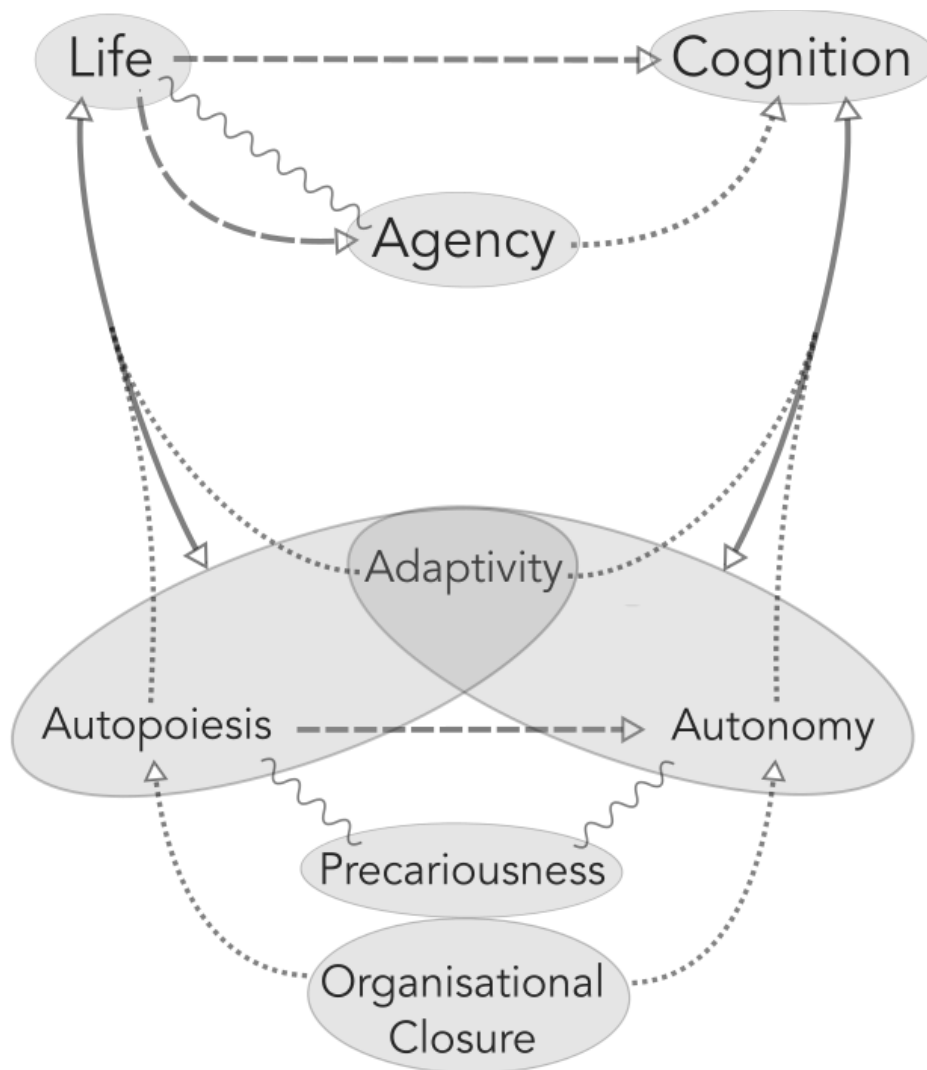 Life
Cognition
Agency
Adaptivity
Autopoiesis
Autonomy
Precariousness
Organisational
Closure